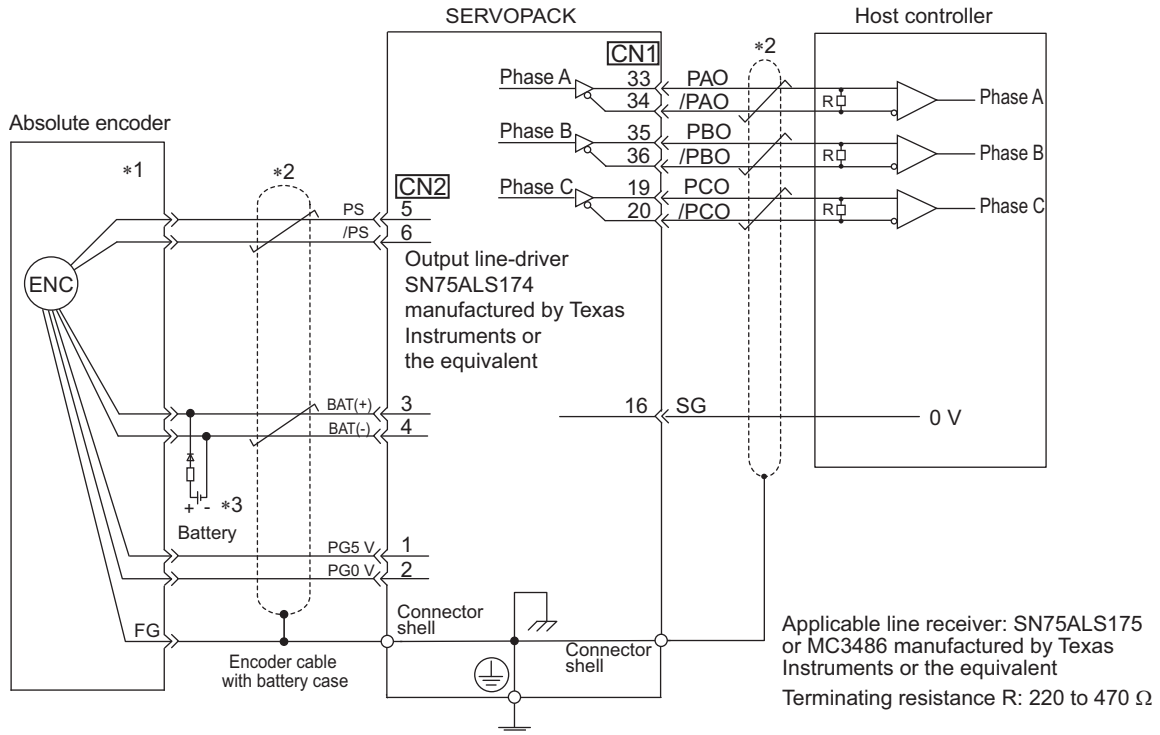 SERVOPACK
Host controller
CN1
*2
Phase A
33
PAO
34
/PAO
R
Phase A
Phase B
35
PBO
36
/PBO
R
Phase B
Phase C
19
PCO
20
/PCO
R
Phase C
Absolute encoder
*1
*2
CN2
PS
5
/PS
6
ENC
Output line-driver
SN75ALS174
manufactured by Texas
Instruments or
the equivalent
BAT(+)
3
BAT(-)
4
16
SG
0 V
+ - *3
Battery
PG5 V
1
PG0 V
2
FG
Connector
shell
Encoder cable
with battery case
Connector
shell
Applicable line receiver: SN75ALS175
or MC3486 manufactured by Texas
Instruments or the equivalent
Terminating resistance R: 220 to 470 Ω